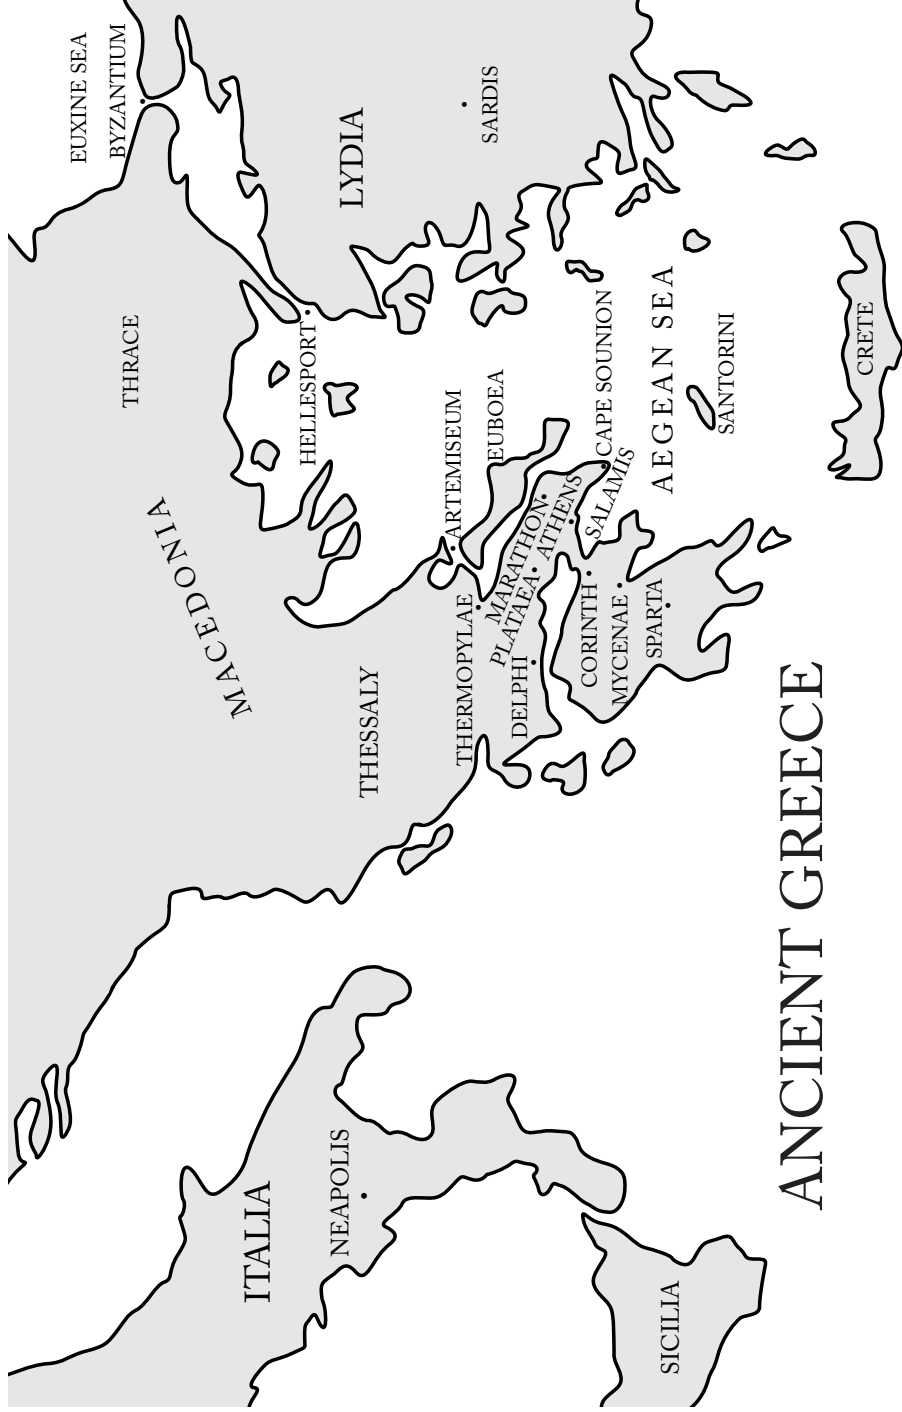 EUXINE SEA
BYZANTIUM
THRACE
MACEDONIA
ITALIA
HELLESPORT
NEAPOLIS
LYDIA
THESSALY
ARTEMISEUM
THERMOPYLAE
SARDIS
EUBOEA
MARATHON
PLATAEA
ATHENS
DELPHI
CAPE SOUNION
SALAMIS
CORINTH
MYCENAE
SPARTA
AEGEAN SEA
SICILIA
SANTORINI
ANCIENT GREECE
CRETE